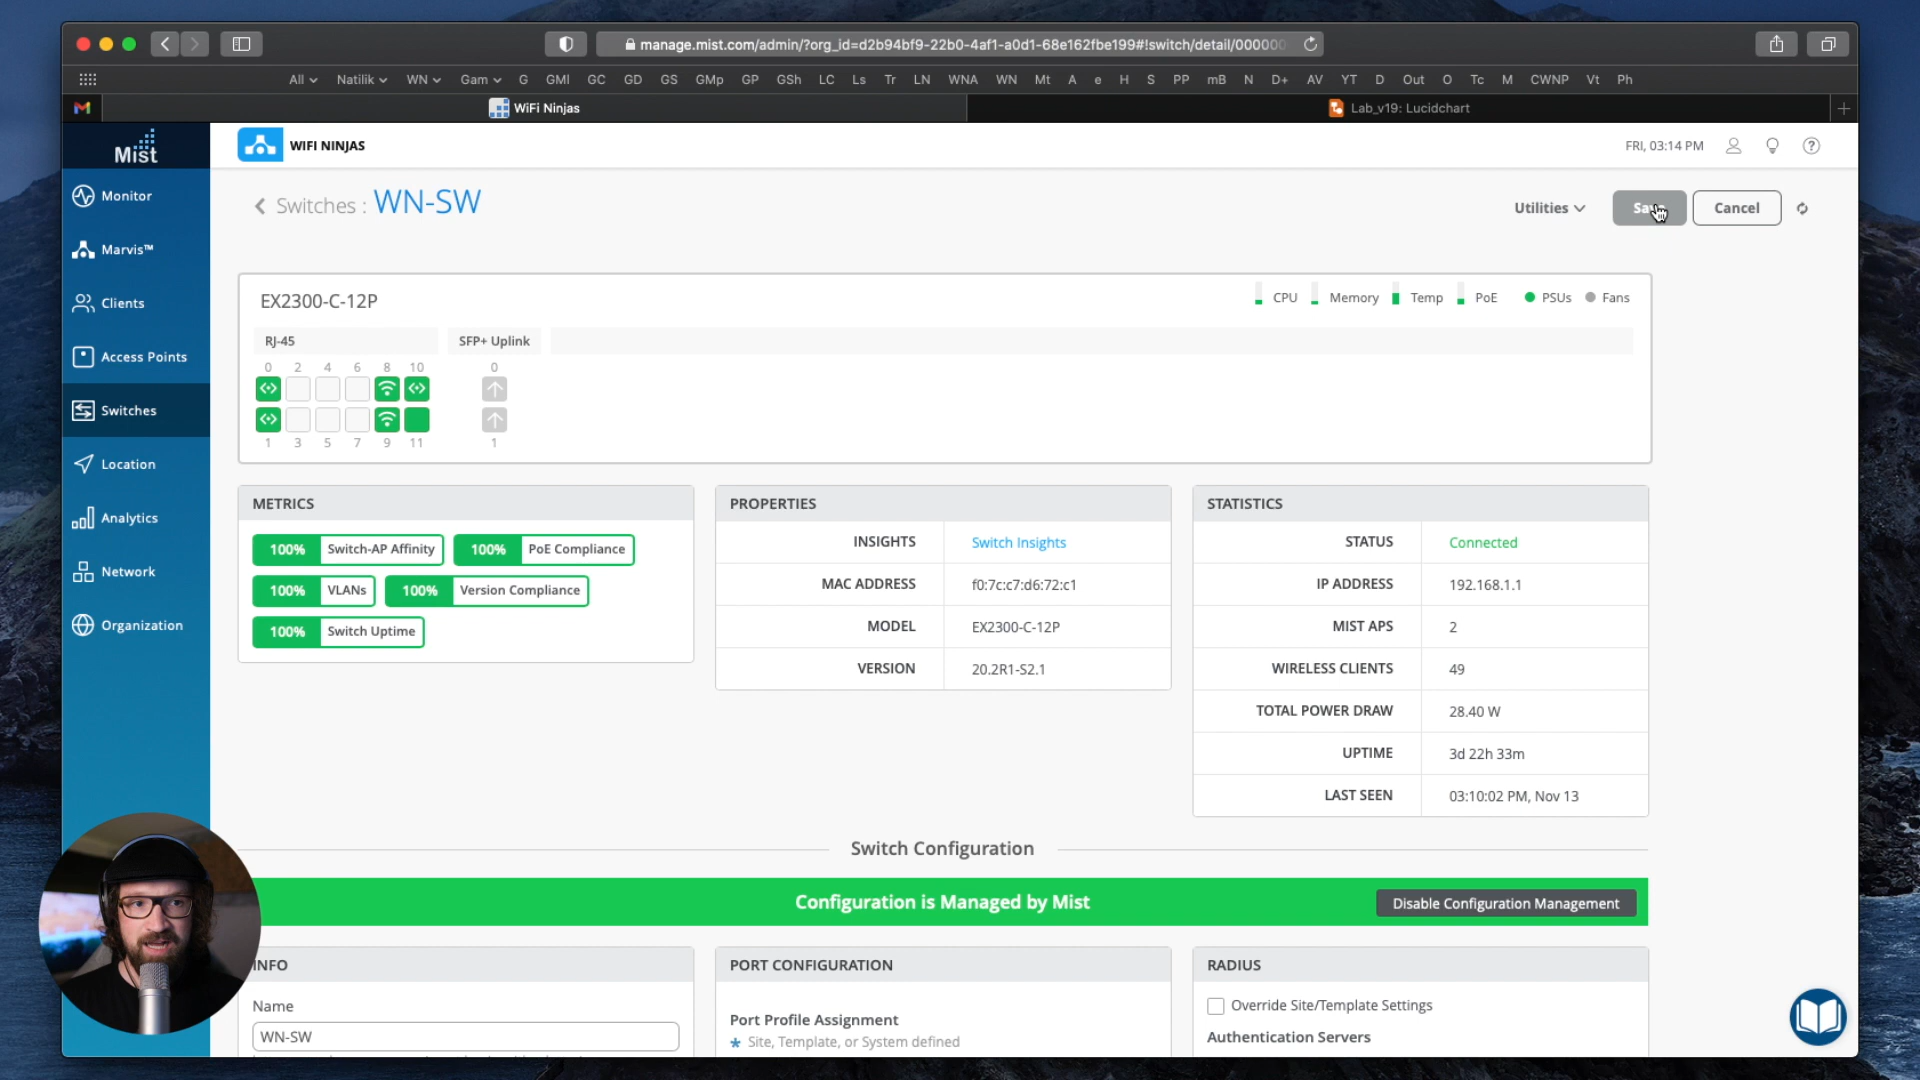 manage.mist.com/admin/?org_id=d2b94bf9-22b0-4af1-a0d1-68e162fbe199#!switch/detail/000000
All Natilik WN Gam G GMI GC GD GS GMp GP GSh LC Ls Tr LN WNA WN Mt A e H S PP mB N D+ AV YT D Out O Tc M CWNP Vt Ph
WiFi Ninjas
Lab_v19: Lucidchart
Mist
WIFI NINJAS
FRI, 03:14 PM
Monitor
Marvis™
Clients
Access Points
Switches
Location
Analytics
Network
Organization
Switches : WN-SW
Utilities
Cancel
EX2300-C-12P
CPU Memory Temp PoE PSUs Fans
RJ-45
SFP+ Uplink
0 2 4 6 8 10 0
1 3 5 7 9 11 1
METRICS
100% Switch-AP Affinity
100% PoE Compliance
100% VLANs
100% Version Compliance
100% Switch Uptime
PROPERTIES
INSIGHTS Switch Insights
MAC ADDRESS f0:7c:c7:d6:72:c1
MODEL EX2300-C-12P
VERSION 20.2R1-S2.1
STATISTICS
STATUS Connected
IP ADDRESS 192.168.1.1
MIST APS 2
WIRELESS CLIENTS 49
TOTAL POWER DRAW 28.40 W
UPTIME 3d 22h 33m
LAST SEEN 03:10:02 PM, Nov 13
Switch Configuration
Configuration is Managed by Mist
Disable Configuration Management
INFO
Name
WN-SW
PORT CONFIGURATION
Port Profile Assignment
* Site, Template, or System defined
RADIUS
Override Site/Template Settings
Authentication Servers